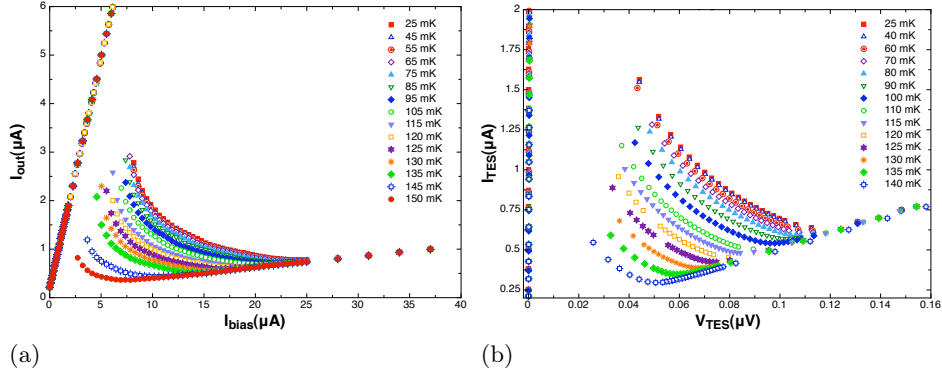 6
5
4
3
2
1
0
0
5
10
15
20
25
30
35
40
I_out(µA)
I_bias(µA)
25 mK
45 mK
55 mK
65 mK
75 mK
85 mK
95 mK
105 mK
115 mK
120 mK
125 mK
130 mK
135 mK
145 mK
150 mK
(a)
2
1.75
1.5
1.25
1
0.75
0.5
0.25
0
0.02
0.04
0.06
0.08
0.1
0.12
0.14
0.16
I_TES(µA)
V_TES(µV)
25 mK
40 mK
60 mK
70 mK
80 mK
90 mK
100 mK
110 mK
115 mK
120 mK
125 mK
130 mK
135 mK
140 mK
(b)